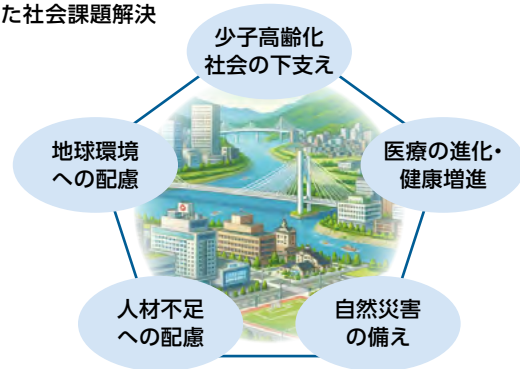 た社会課題解決
少子高齢化
社会の下支え
地球環境
への配慮
医療の進化・
健康増進
人材不足
への配慮
自然災害
の備え